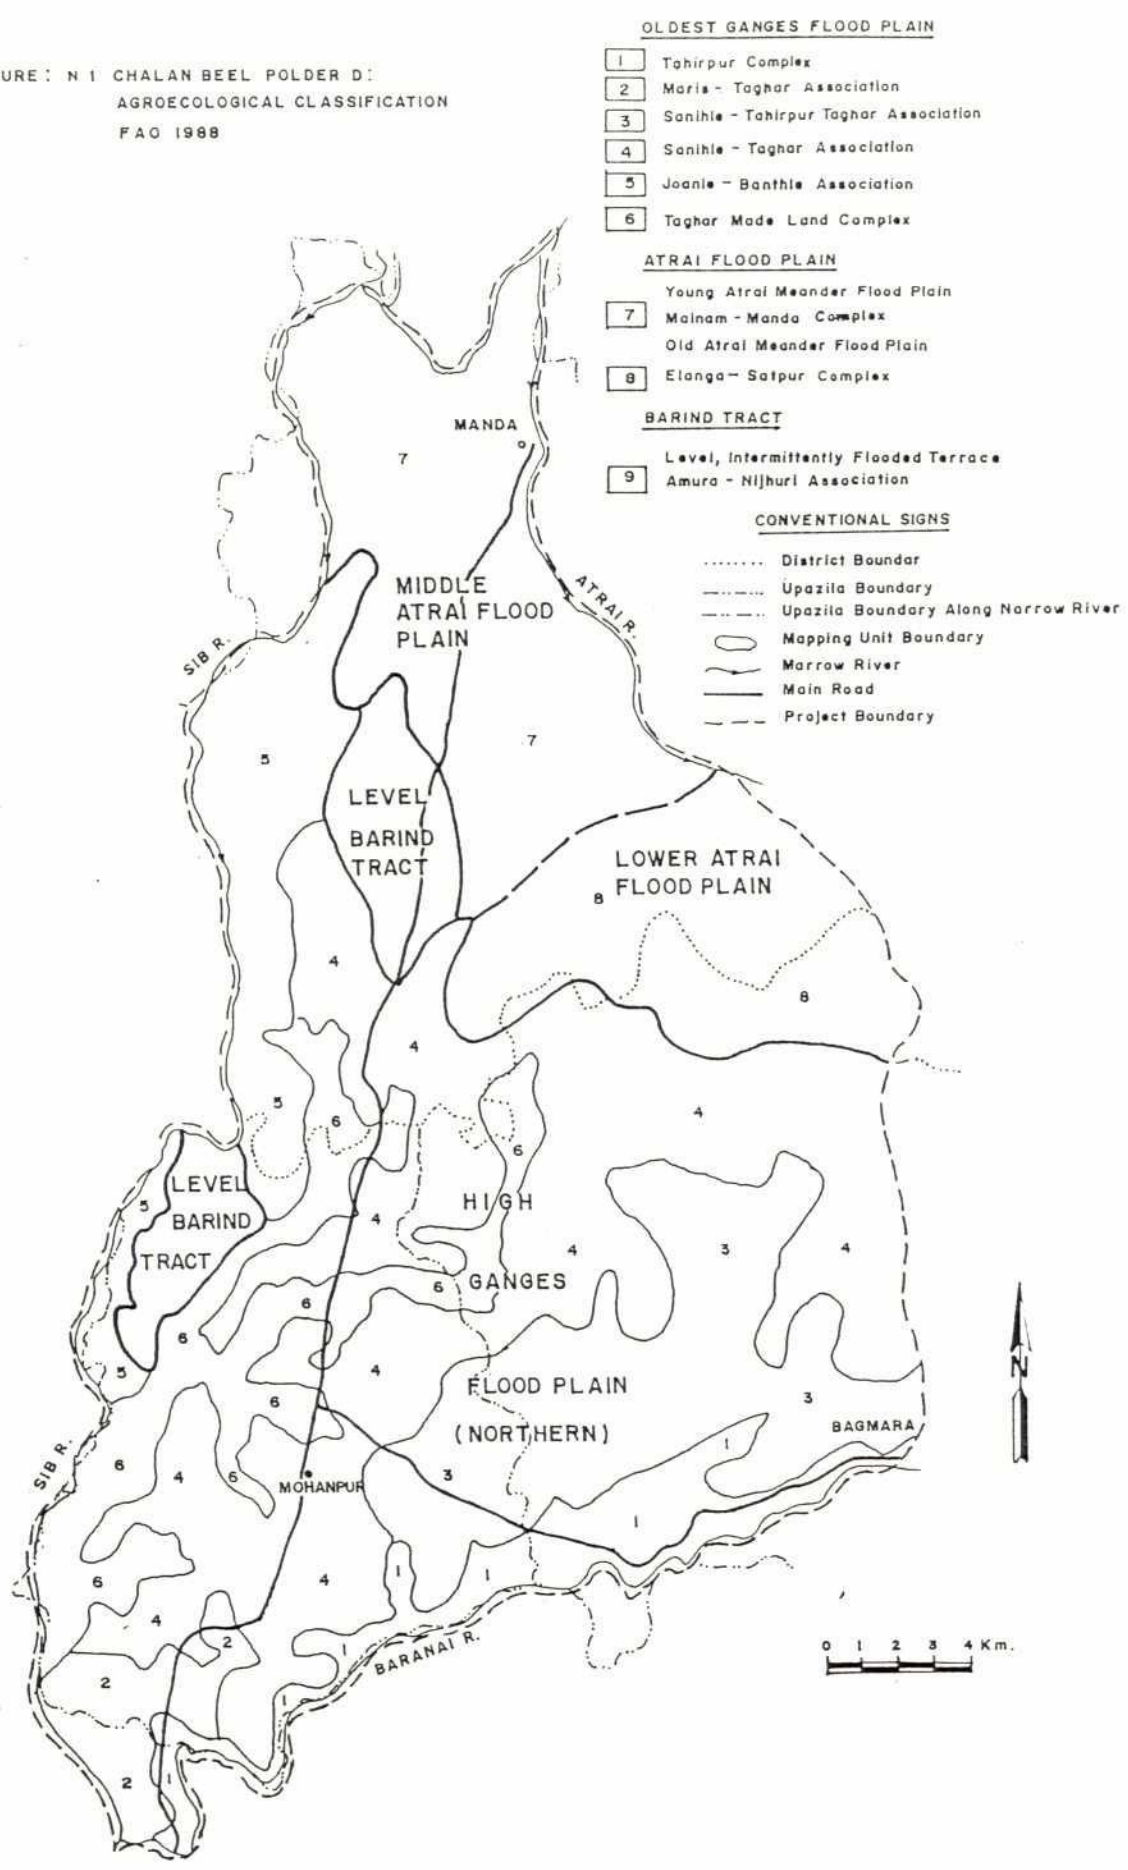 URE: N 1 CHALAN BEEL POLDER D:
AGROECOLOGICAL CLASSIFICATION
FAO 1988
OLDEST GANGES FLOOD PLAIN
1 Tahirpur Complex
2 Maris - Taghar Association
3 Sanihle - Tahirpur Taghar Association
4 Sanihle - Taghar Association
5 Joanie - Banthle Association
6 Taghar Made Land Complex
ATRAI FLOOD PLAIN
Young Atrai Meander Flood Plain
7 Mainam - Manda Complex
Old Atrai Meander Flood Plain
8 Elanga - Satpur Complex
BARIND TRACT
Level, Intermittently Flooded Terrace
9 Amura - Nijhuri Association
CONVENTIONAL SIGNS
District Boundar
Upazila Boundary
Upazila Boundary Along Narrow River
Mapping Unit Boundary
Marrow River
Main Road
Project Boundary
MANDA
7
MIDDLE
ATRAI FLOOD
PLAIN
ATRAI R.
SIB R.
5
7
LEVEL
BARIND
TRACT
LOWER ATRAI
FLOOD PLAIN
8
4
8
4
5
6
4
6
LEVEL
BARIND
TRACT
5
HIGH
4
4
3
4
GANGES
6
6
6
5
4
FLOOD PLAIN
6
3
BAGMARA
(NORTHERN)
1
SIB R.
6
4
6
MOHANPUR
3
1
6
4
1
1
4
2
1
BARANAI R.
2
1
2
1
N
0 1 2 3 4 Km.